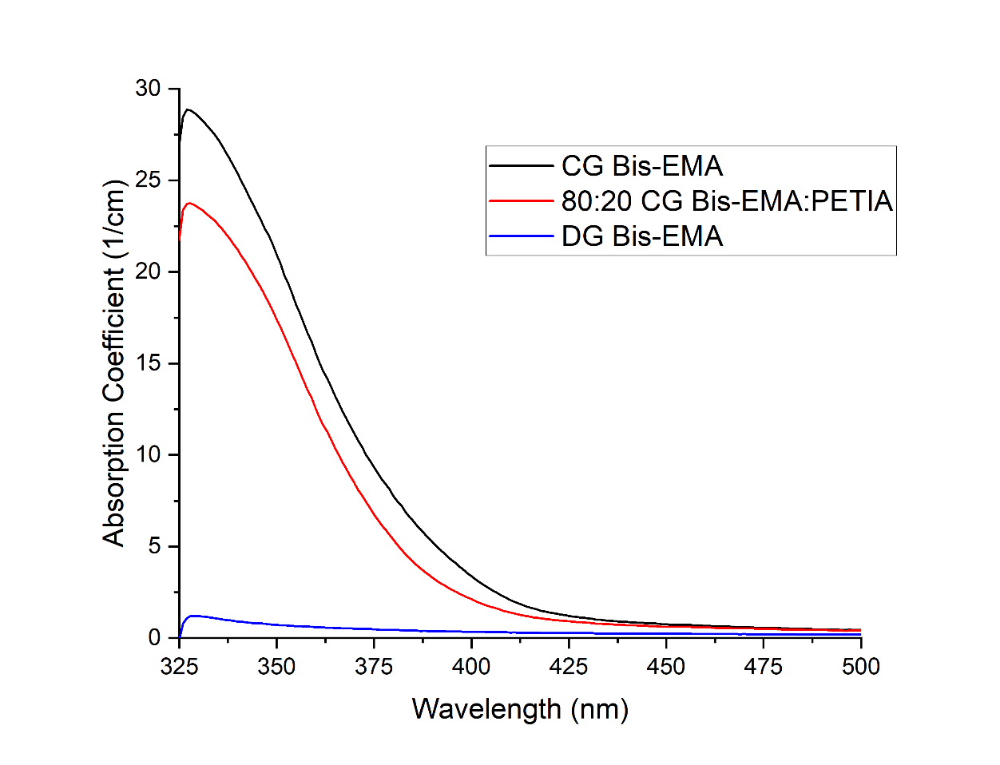 30
25
20
15
10
5
0
Absorption Coefficient (1/cm)
CG Bis-EMA
80:20 CG Bis-EMA:PETIA
DG Bis-EMA
325 350 375 400 425 450 475 500
Wavelength (nm)